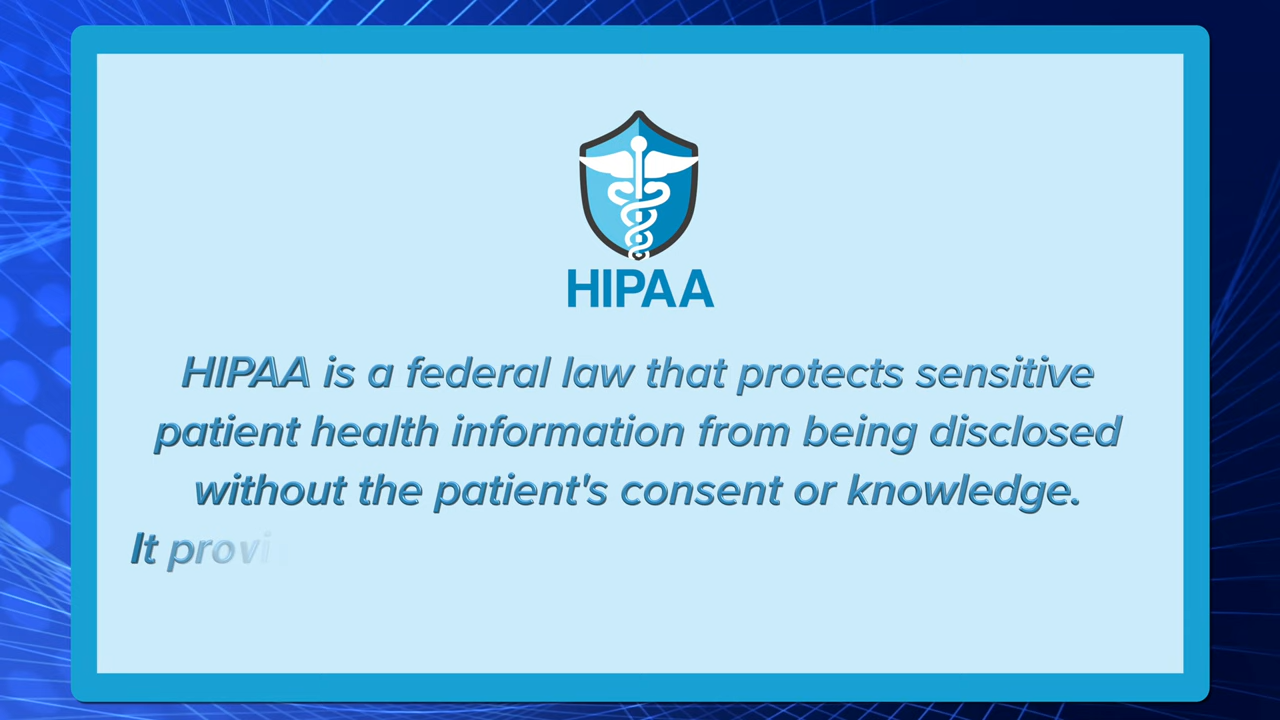 HIPAA
HIPAA is a federal law that protects sensitive
patient health information from being disclosed
without the patient's consent or knowledge.
It provi